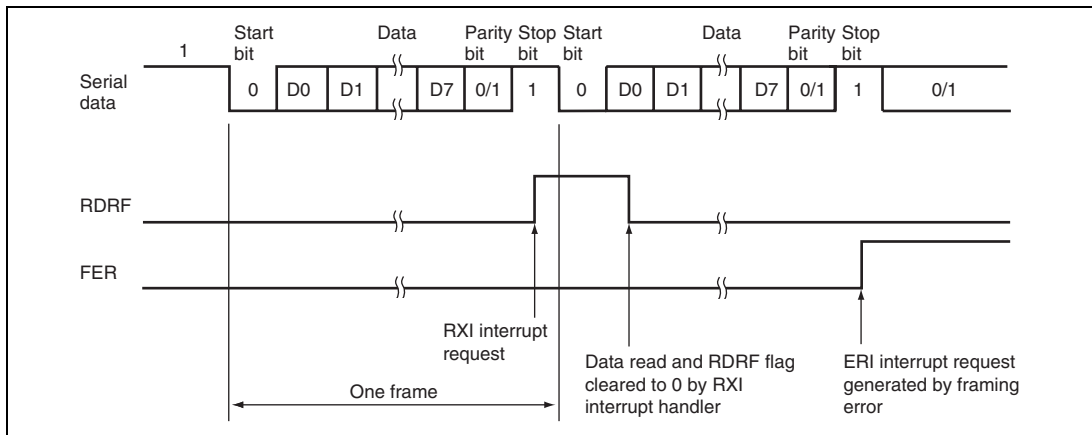 Start bit Data Parity bit Stop bit Start bit Data Parity bit Stop bit
1
Serial data
0 D0 D1 D7 0/1 1 0 D0 D1 D7 0/1 1 0/1
RDRF
FER
RXI interrupt
request
Data read and RDRF flag
cleared to 0 by RXI
interrupt handler
ERI interrupt request
generated by framing
error
One frame